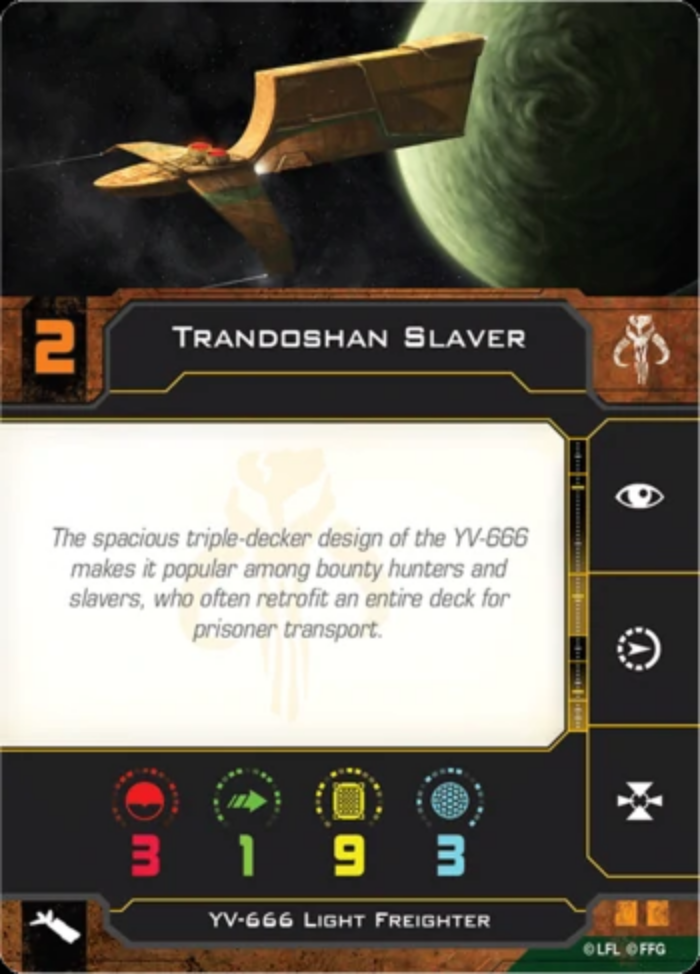 2
TRANDOSHAN SLAVER
The spacious triple-decker design of the YV-666
makes it popular among bounty hunters and
slavers, who often retrofit an entire deck for
prisoner transport.
3 1 9 3
YV-666 LIGHT FREIGHTER
©LFL ©FFG